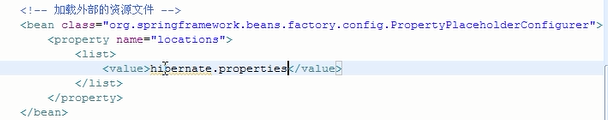 <!-- 加载外部的资源文件 -->
<bean class="org.springframework.beans.factory.config.PropertyPlaceholderConfigurer">
<property name="locations">
<list>
<value>hibernate.properties</value>
</list>
</property>
</bean>